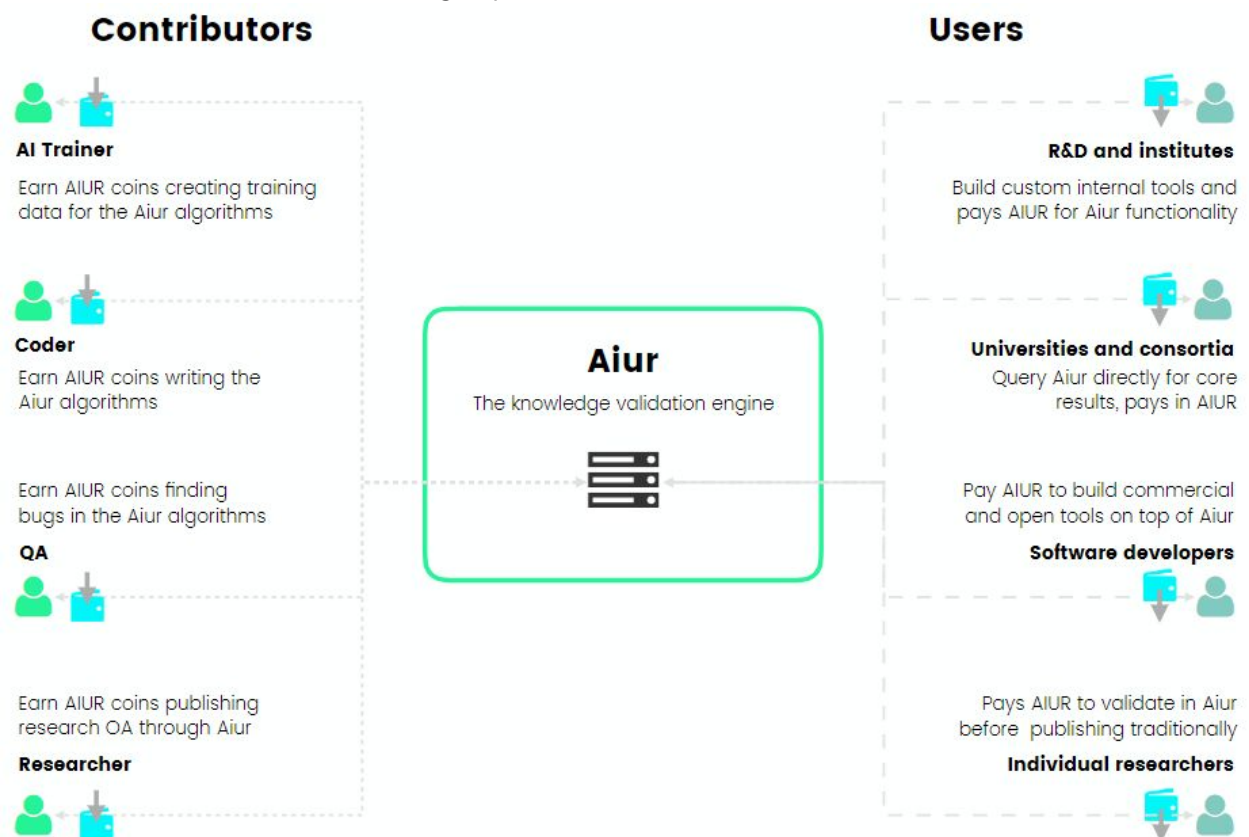 Contributors
AI Trainer
Earn AIUR coins creating training
data for the Aiur algorithms
Coder
Earn AIUR coins writing the
Aiur algorithms
Earn AIUR coins finding
bugs in the Aiur algorithms
QA
Earn AIUR coins publishing
research OA through Aiur
Researcher
Aiur
The knowledge validation engine
Users
R&D and institutes
Build custom internal tools and
pays AIUR for Aiur functionality
Universities and consortia
Query Aiur directly for core
results, pays in AIUR
Pay AIUR to build commercial
and open tools on top of Aiur
Software developers
Pays AIUR to validate in Aiur
before publishing traditionally
Individual researchers